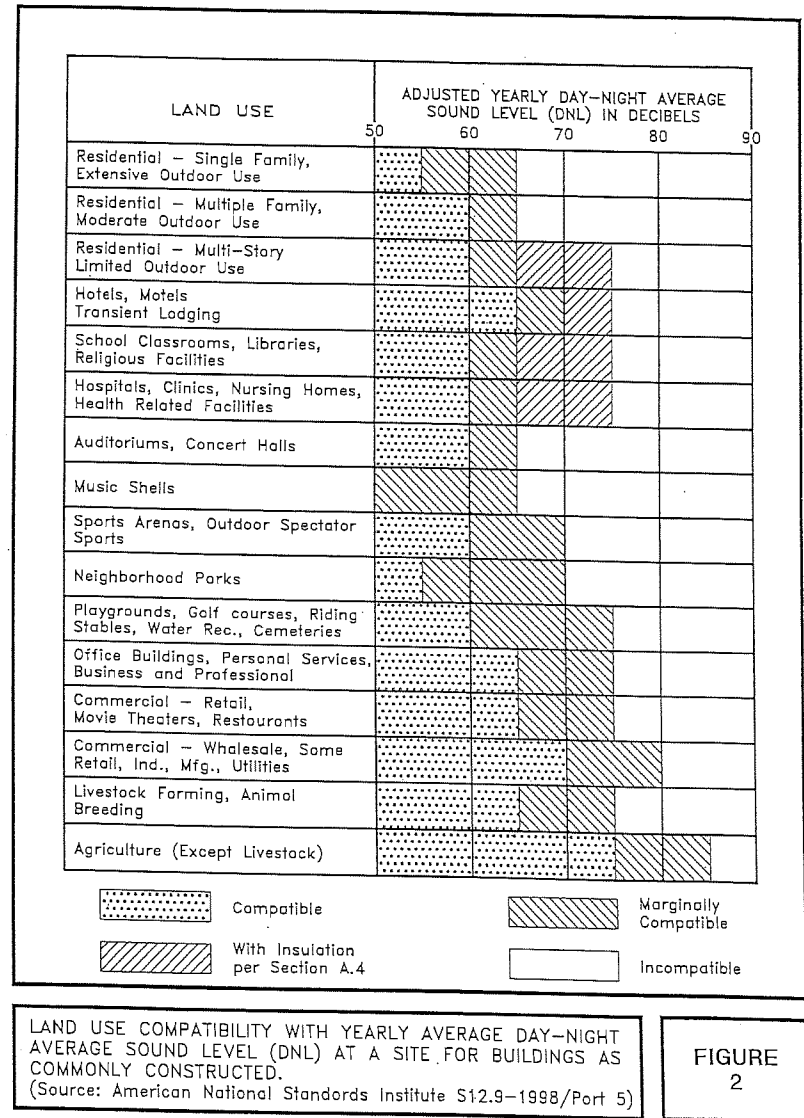 LAND USE
ADJUSTED YEARLY DAY-NIGHT AVERAGE
SOUND LEVEL (DNL) IN DECIBELS
50 60 70 80 90
Residential - Single Family,
Extensive Outdoor Use
Residential - Multiple Family,
Moderate Outdoor Use
Residential - Multi-Story
Limited Outdoor Use
Hotels, Motels
Transient Lodging
School Classrooms, Libraries,
Religious Facilities
Hospitals, Clinics, Nursing Homes,
Health Related Facilities
Auditoriums, Concert Halls
Music Shells
Sports Arenas, Outdoor Spectator
Sports
Neighborhood Parks
Playgrounds, Golf courses, Riding
Stables, Water Rec., Cemeteries
Office Buildings, Personal Services,
Business and Professional
Commercial - Retail,
Movie Theaters, Restaurants
Commercial - Wholesale, Some
Retail, Ind., Mfg., Utilities
Livestock Farming, Animal
Breeding
Agriculture (Except Livestock)
Compatible
Marginally
Compatible
With Insulation
per Section A.4
Incompatible
LAND USE COMPATIBILITY WITH YEARLY AVERAGE DAY-NIGHT
AVERAGE SOUND LEVEL (DNL) AT A SITE FOR BUILDINGS AS
COMMONLY CONSTRUCTED.
(Source: American National Standards Institute S12.9-1998/Part 5)
FIGURE
2